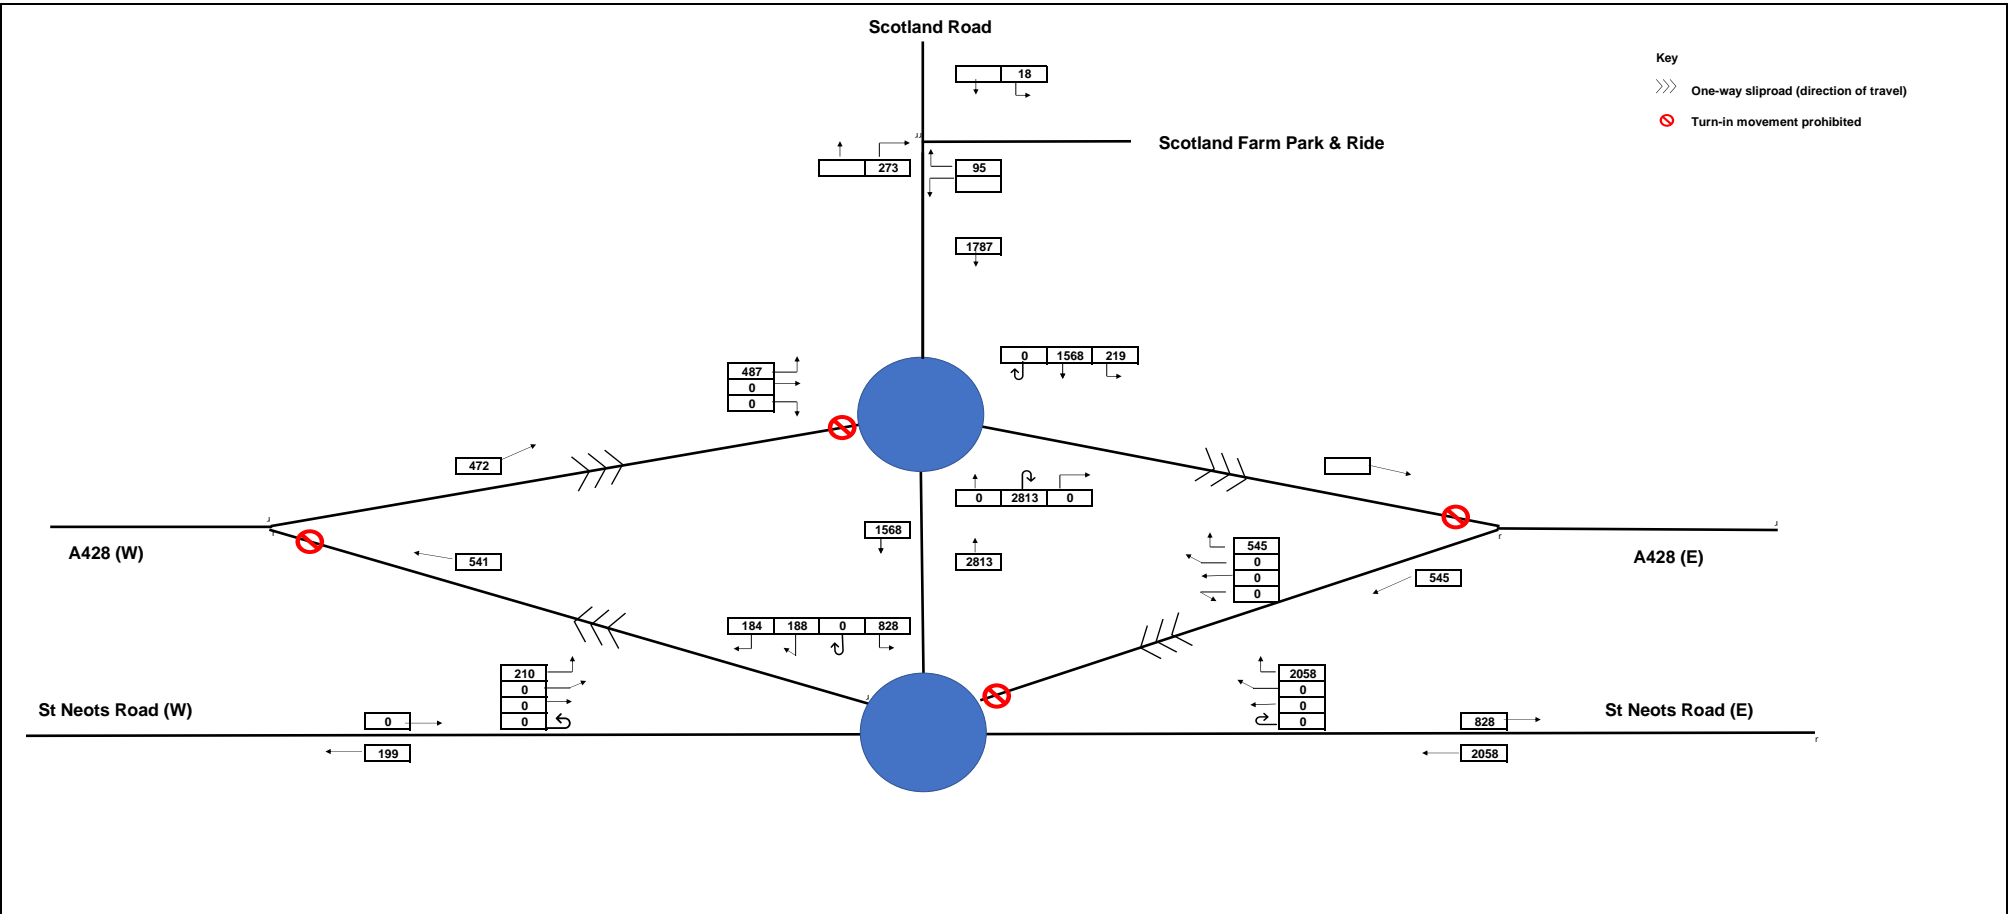 Scotland Road
Key
18
One-way sliproad (direction of travel)
Turn-in movement prohibited
Scotland Farm Park & Ride
273
95
1787
0 1568 219
487
0
0
472
0 2813 0
1568
2813
A428 (W)
541
545
0
0
0
545
A428 (E)
184 188 0 828
210
0
0
0
2058
0
0
0
St Neots Road (W)
0
199
St Neots Road (E)
828
2058